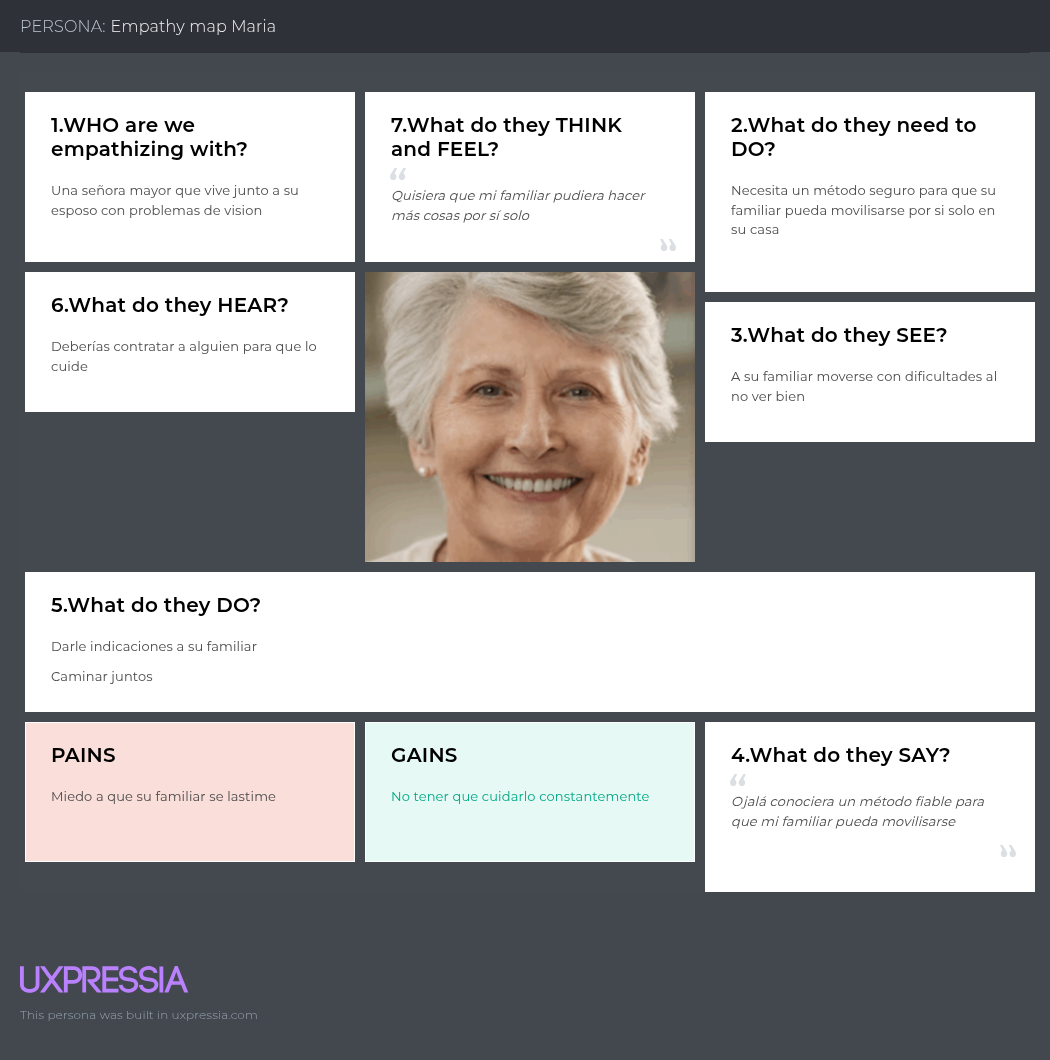 PERSONA: Empathy map Maria
1.WHO are we
empathizing with?
Una señora mayor que vive junto a su
esposo con problemas de vision
7.What do they THINK
and FEEL?
“
Quisiera que mi familiar pudiera hacer
más cosas por sí solo
”
2.What do they need to
DO?
Necesita un método seguro para que su
familiar pueda movilisarse por si solo en
su casa
6.What do they HEAR?
Deberías contratar a alguien para que lo
cuide
3.What do they SEE?
A su familiar moverse con dificultades al
no ver bien
5.What do they DO?
Darle indicaciones a su familiar
Caminar juntos
PAINS
Miedo a que su familiar se lastime
GAINS
No tener que cuidarlo constantemente
4.What do they SAY?
“
Ojalá conociera un método fiable para
que mi familiar pueda movilisarse
”
UXPRESSIA
This persona was built in uxpressia.com